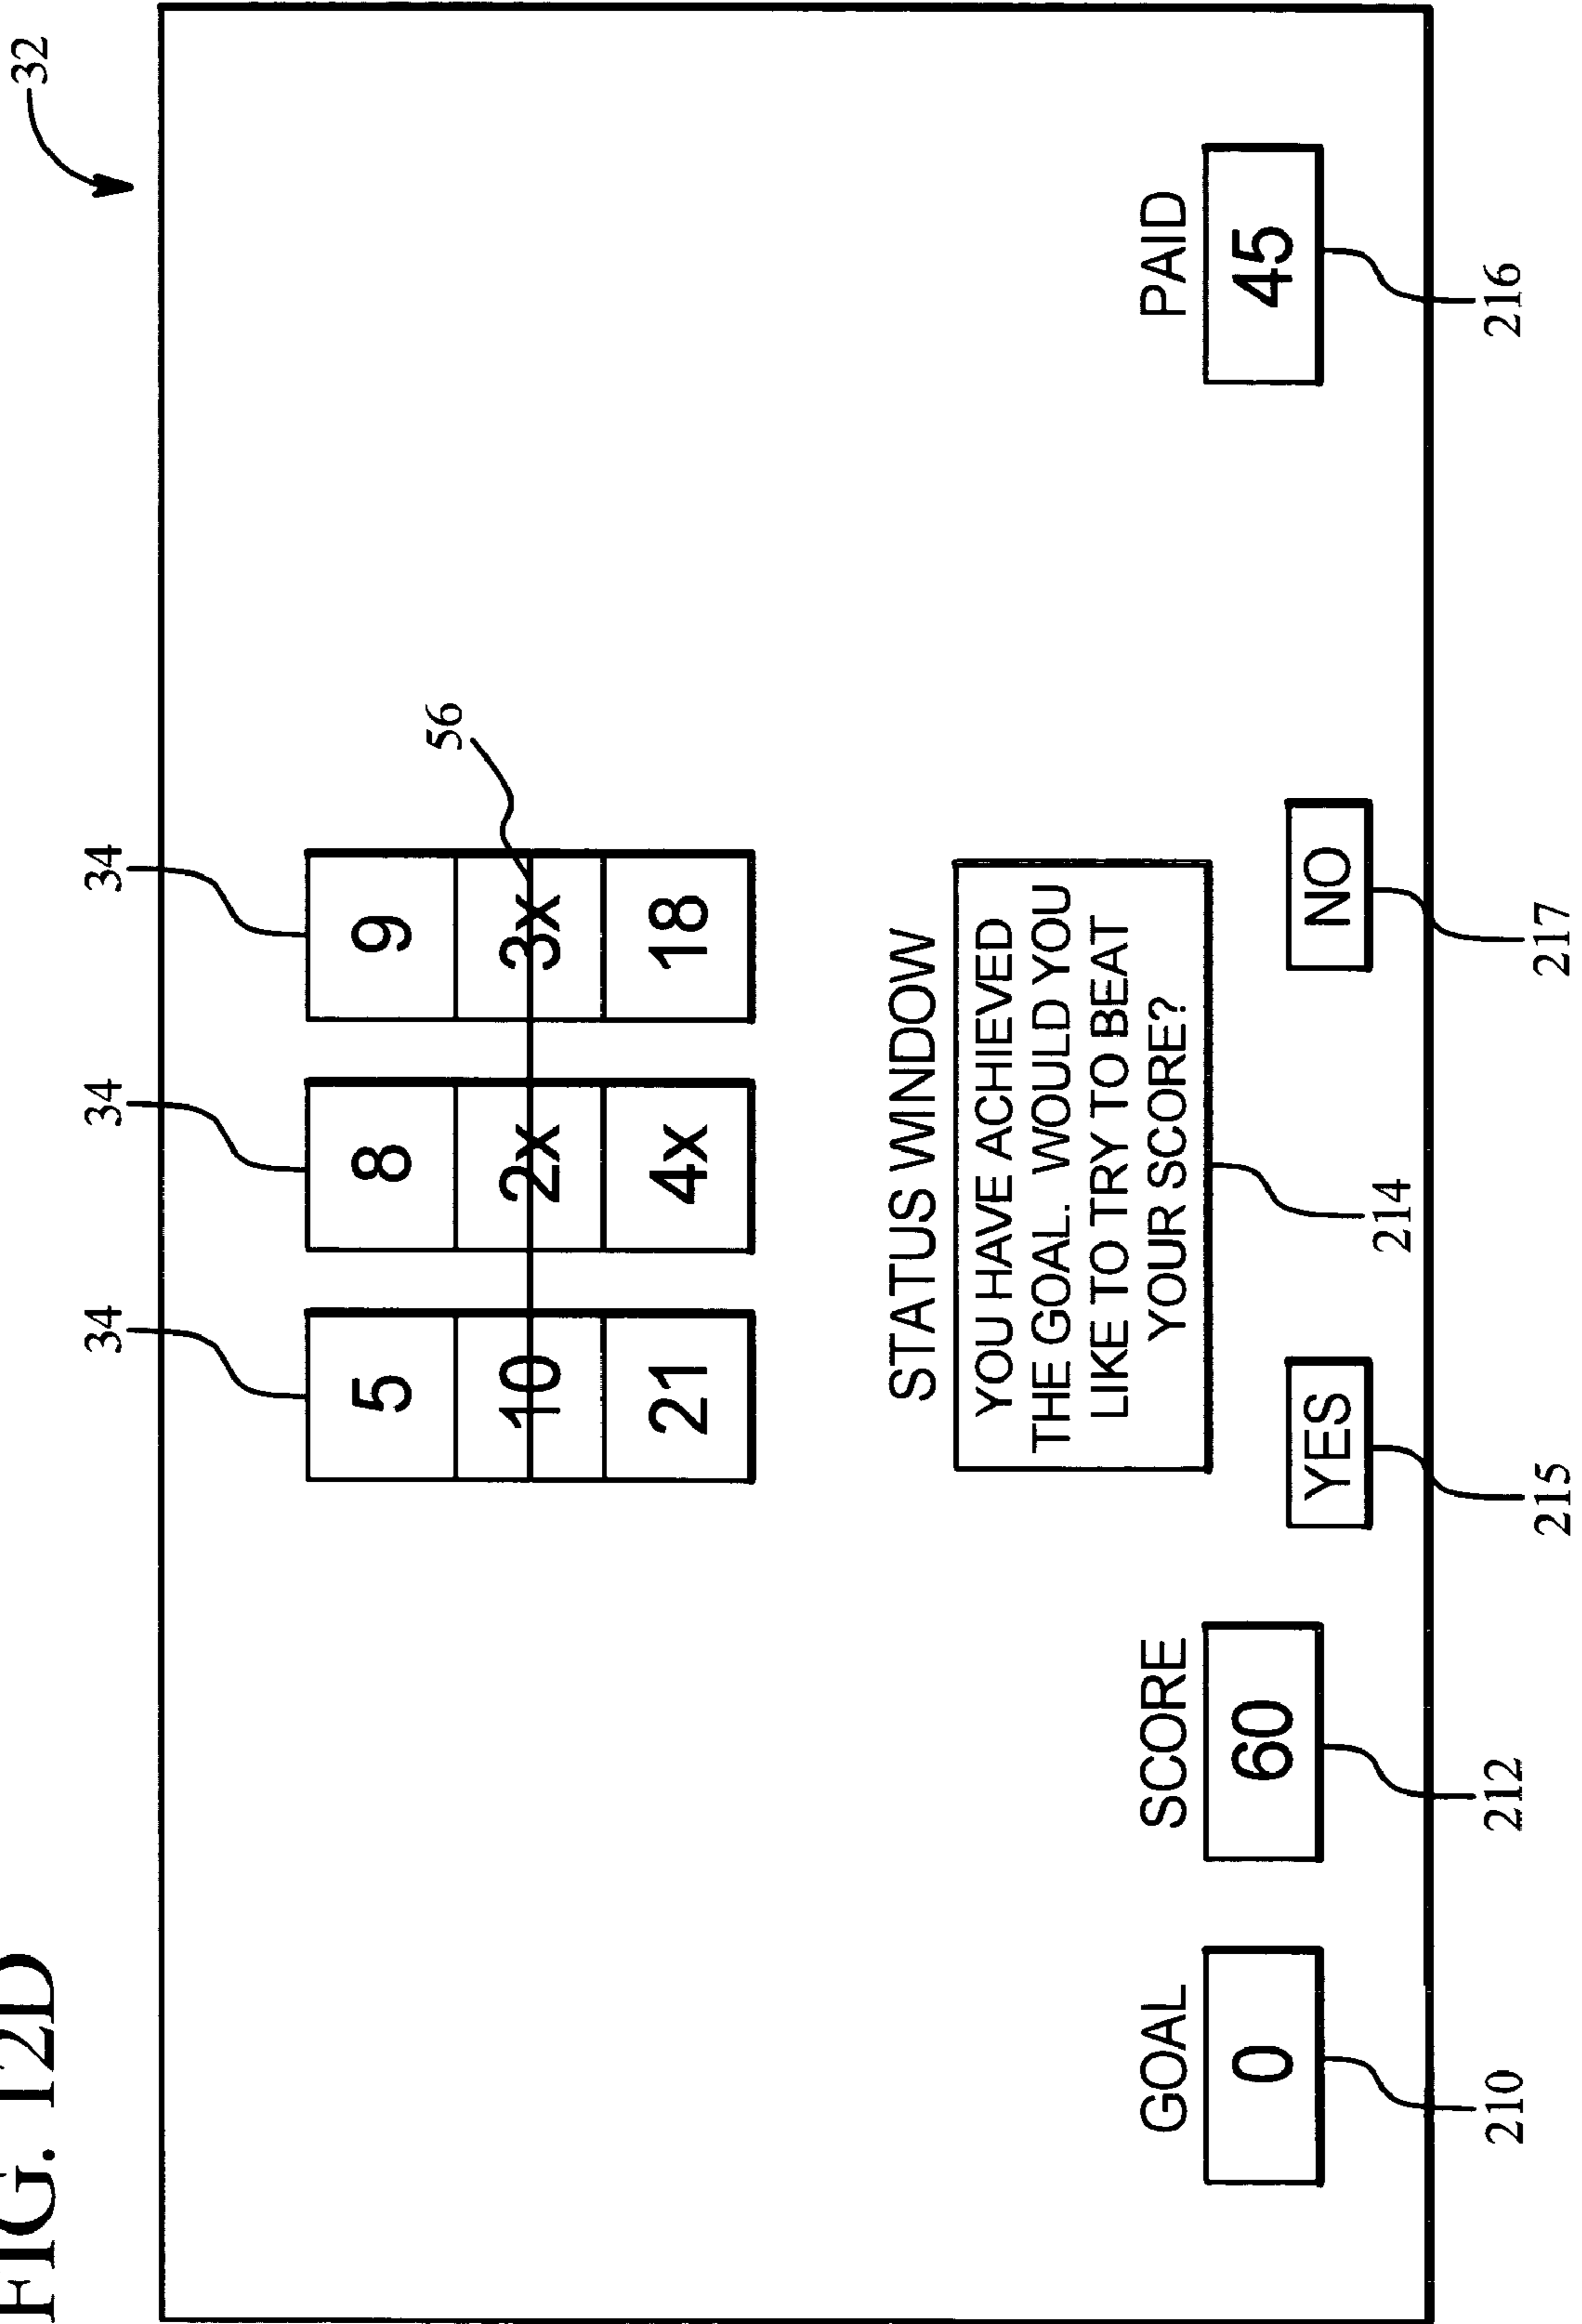 FIG. 12D
32
34 34 34
5 8 9
56
10 2x 3x
21 4x 18
STATUS WINDOW
YOU HAVE ACHIEVED
THE GOAL. WOULD YOU
LIKE TO TRY TO BEAT
YOUR SCORE?
214
GOAL SCORE PAID
0 60 45
YES NO
210 212 216
215 217